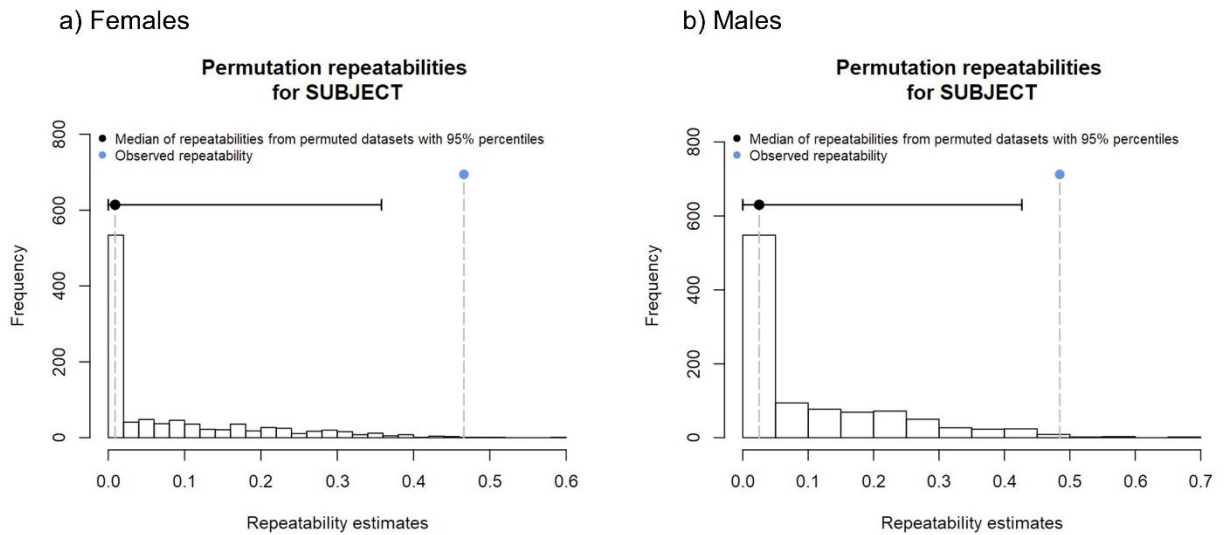 a) Females
Permutation repeatabilities
for SUBJECT
Median of repeatabilities from permuted datasets with 95% percentiles
Observed repeatability
800
600
400
200
0
Frequency
0.0 0.1 0.2 0.3 0.4 0.5 0.6
Repeatability estimates
b) Males
Permutation repeatabilities
for SUBJECT
Median of repeatabilities from permuted datasets with 95% percentiles
Observed repeatability
800
600
400
200
0
Frequency
0.0 0.1 0.2 0.3 0.4 0.5 0.6 0.7
Repeatability estimates